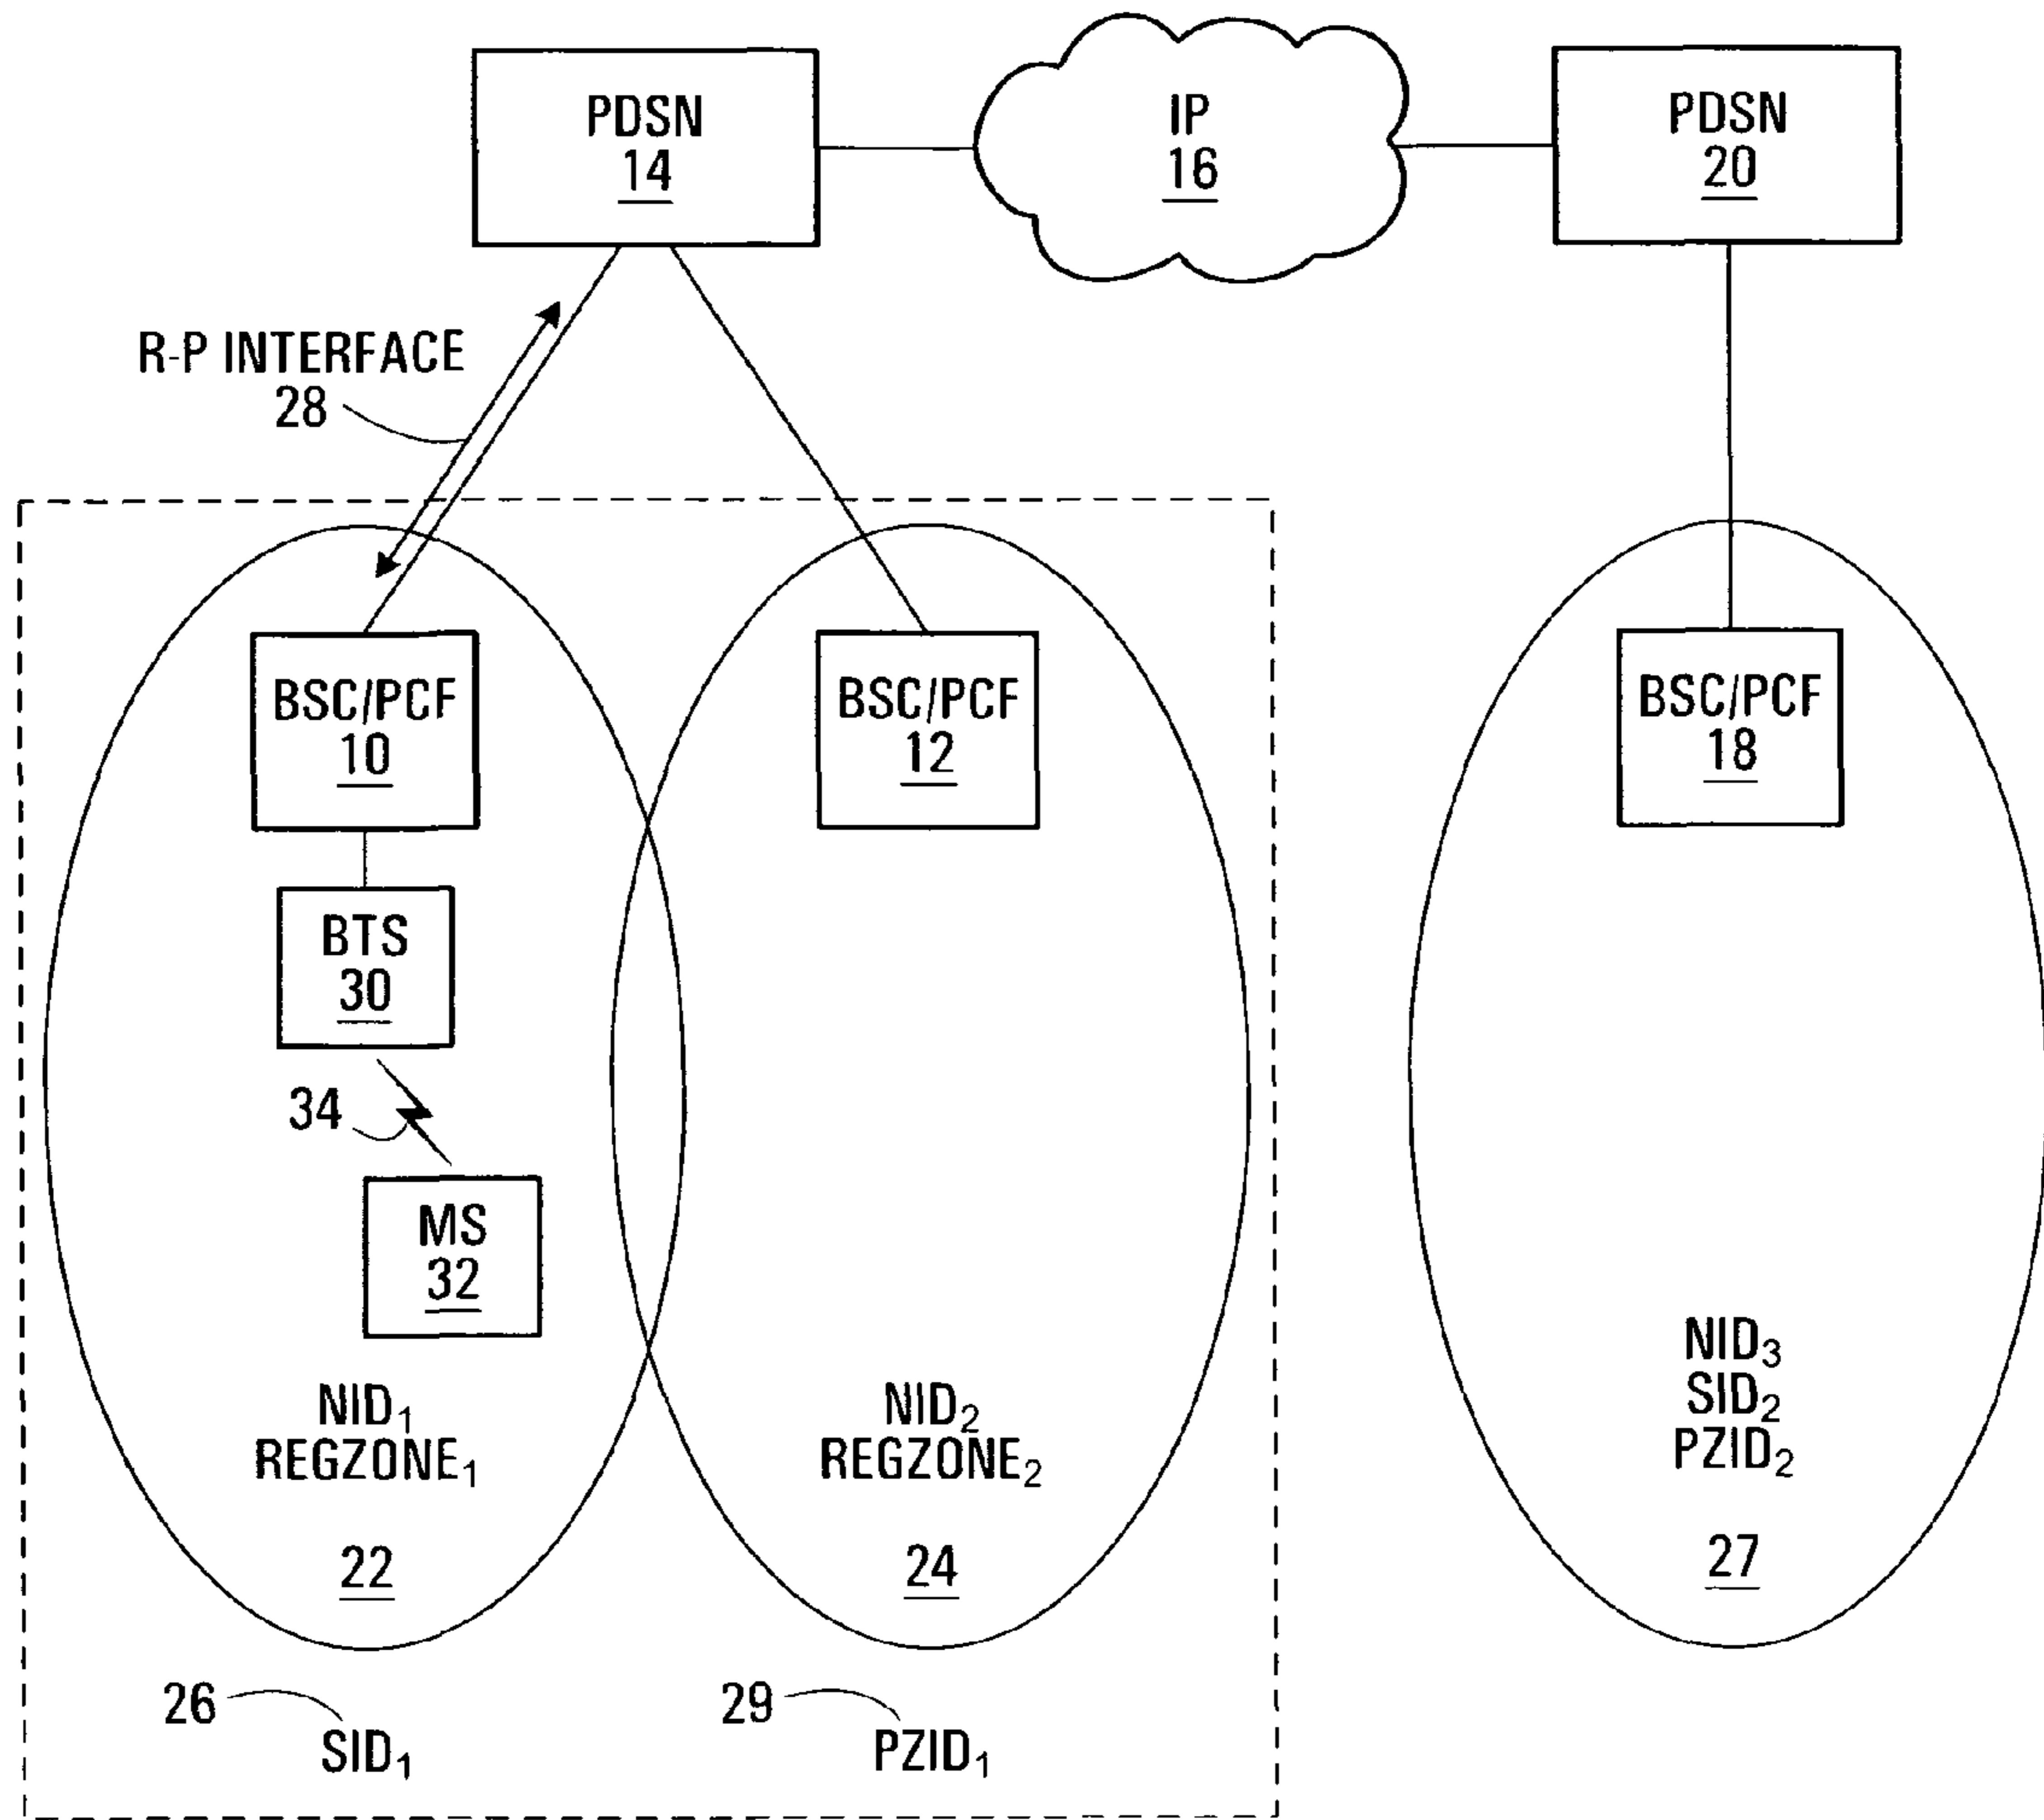 PDSN
14
IP
16
PDSN
20
R-P INTERFACE
28
BSC/PCF
10
BSC/PCF
12
BSC/PCF
18
BTS
30
34
MS
32
NID1
REGZONE1
22
NID2
REGZONE2
24
NID3
SID2
PZID2
27
26
SID1
29
PZID1